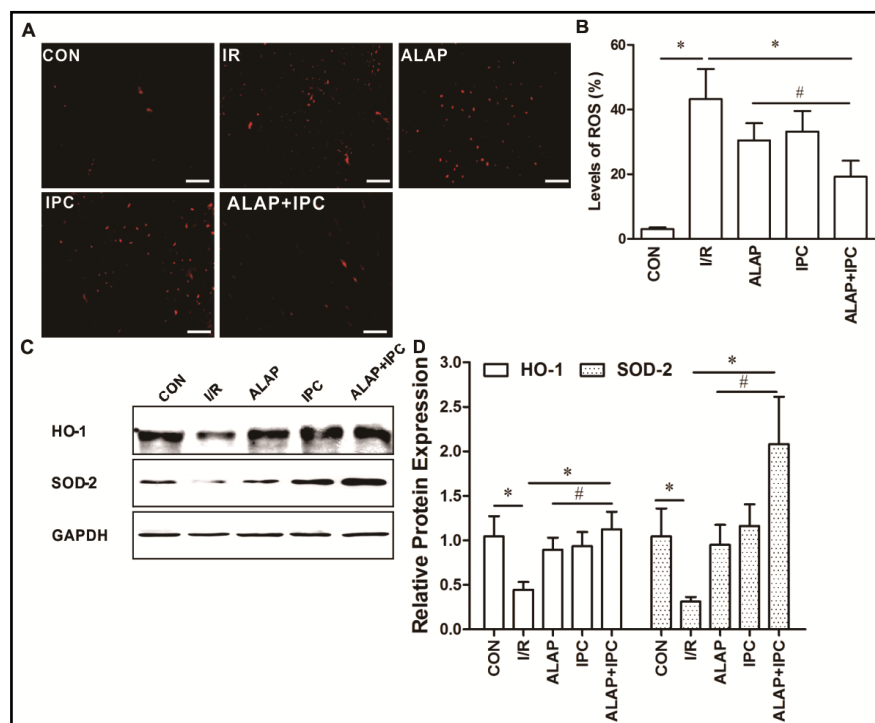 A
CON
IR
ALAP
IPC
ALAP+IPC
B
Levels of ROS (%)
60
40
20
0
* *
#
CON
I/R
ALAP
IPC
ALAP+IPC
C
CON I/R ALAP IPC ALAP+IPC
HO-1
SOD-2
GAPDH
D
Relative Protein Expression
3.0
2.5
2.0
1.5
1.0
0.5
0.0
HO-1 SOD-2
*
#
*
* #
*
CON
I/R
ALAP
IPC
ALAP+IPC
CON
I/R
ALAP
IPC
ALAP+IPC